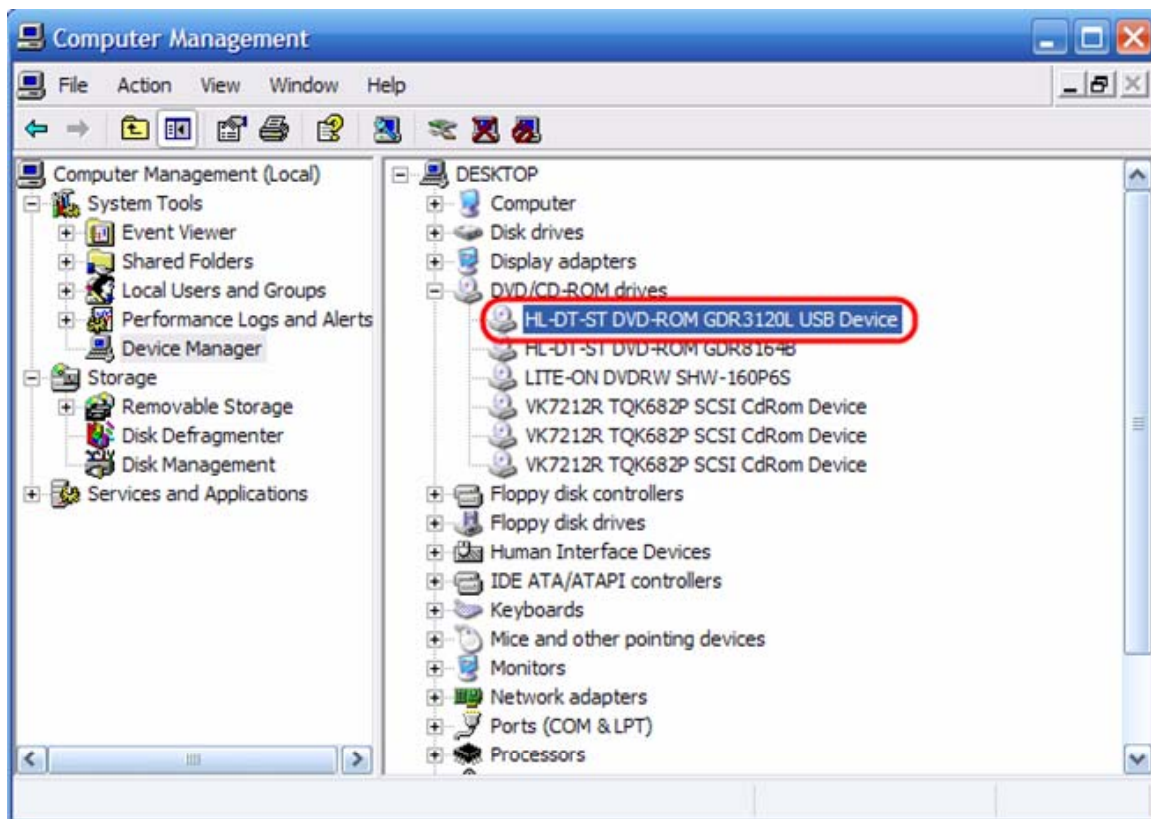 Computer Management
File Action View Window Help
Computer Management (Local)
System Tools
Event Viewer
Shared Folders
Local Users and Groups
Performance Logs and Alerts
Device Manager
Storage
Removable Storage
Disk Defragmenter
Disk Management
Services and Applications
DESKTOP
Computer
Disk drives
Display adapters
DVD/CD-ROM drives
HL-DT-ST DVD-ROM GDR3120L USB Device
HL-DT-ST DVD-ROM GDR8164B
LITE-ON DVDRW SHW-160P6S
VK7212R TQK682P SCSI CdRom Device
VK7212R TQK682P SCSI CdRom Device
VK7212R TQK682P SCSI CdRom Device
Floppy disk controllers
Floppy disk drives
Human Interface Devices
IDE ATA/ATAPI controllers
Keyboards
Mice and other pointing devices
Monitors
Network adapters
Ports (COM & LPT)
Processors